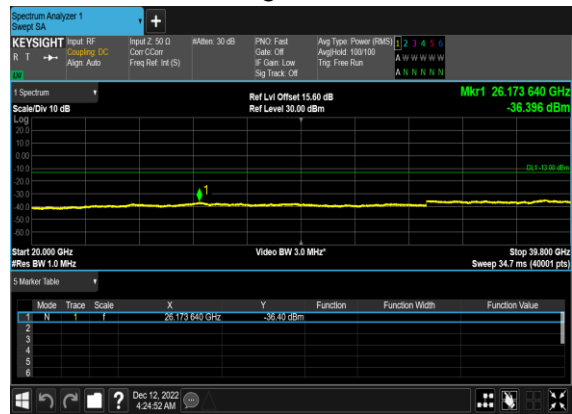 Spectrum Analyzer 1
Swept SA
+
KEYSIGHT Input: RF Input Z: 50 Ω #Atten: 30 dB PNO: Fast Avg Type: Power (RMS) 1 2 3 4 5 6
R T Coupling: DC Corr CCorr Gate: Off Avg|Hold: 100/100 A W W W W W
Align: Auto Freq Ref: Int (S) IF Gain: Low Trig: Free Run
LXI Sig Track: Off A N N N N N
1 Spectrum Ref Lvl Offset 15.60 dB Mkr1 26.173 640 GHz
Scale/Div 10 dB Ref Level 30.00 dBm -36.396 dBm
Log
20.0
10.0
0.00
-10.0 DL1 -13.00 dBm
-20.0
-30.0 1
-40.0
-50.0
-60.0
Start 20.000 GHz Video BW 3.0 MHz* Stop 39.800 GHz
#Res BW 1.0 MHz Sweep 34.7 ms (40001 pts)
5 Marker Table
Mode Trace Scale X Y Function Function Width Function Value
1 N 1 f 26.173 640 GHz -36.40 dBm
2
3
4
5
6
? Dec 12, 2022
4:24:52 AM